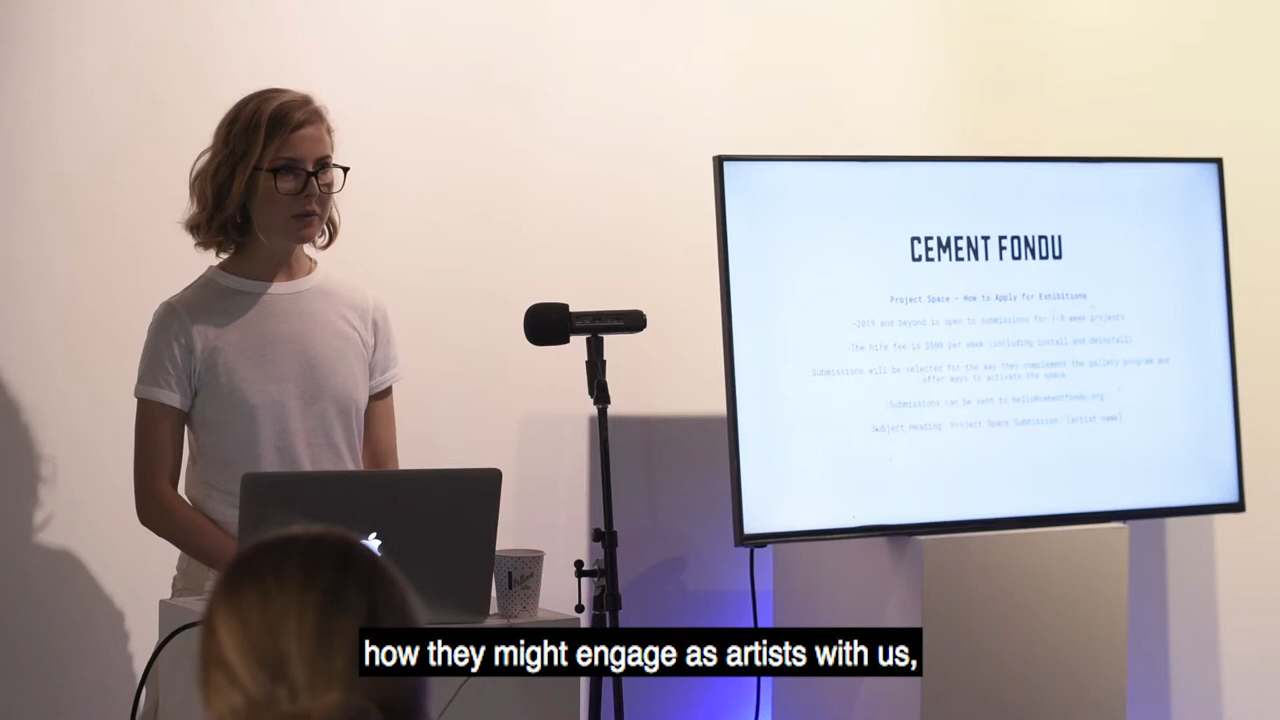 CEMENT FONDU
Project Space - How to Apply for Exhibitions
-2019 and beyond is open to submissions for 7-8 week projects
-The hire fee is $500 per week (including install and deinstall)
Submissions will be selected for the way they complement the gallery program and
offer ways to activate the space
-Submissions can be sent to hello@cementfondu.org
-Subject Heading: Project Space Submission: [artist name]
how they might engage as artists with us,